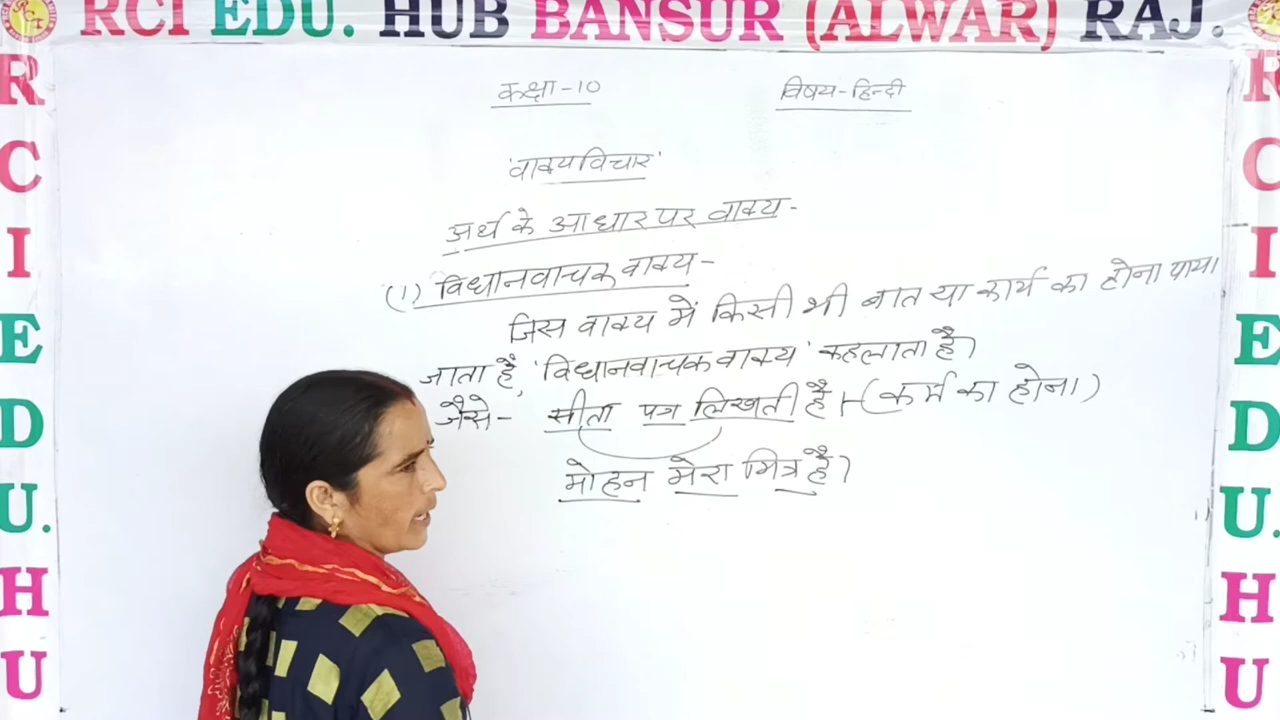 RCI EDU. HUB BANSUR (ALWAR) RAJ.
कक्षा-10
विषय-हिन्दी
'वाक्यविचार'
अर्थ के आधार पर वाक्य-
(1) विधानवाचक वाक्य-
जिस वाक्य में किसी भी बात या कार्य का होना पाया
जाता है, 'विधानवाचक वाक्य' कहलाता है।
जैसे- सीता पत्र लिखती है।-(कर्म का होना)
मोहन मेरा मित्र है।
RCI EDU. HU
RCI EDU. HU